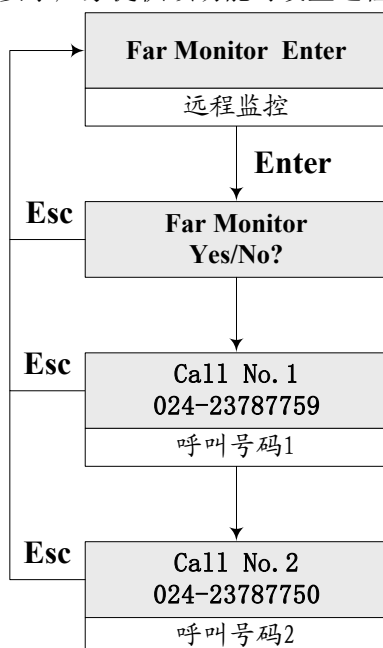 Far Monitor Enter
远程监控
Enter
Esc
Far Monitor
Yes/No?
Esc
Call No.1
024-23787759
呼叫号码1
Esc
Call No.2
024-23787750
呼叫号码2